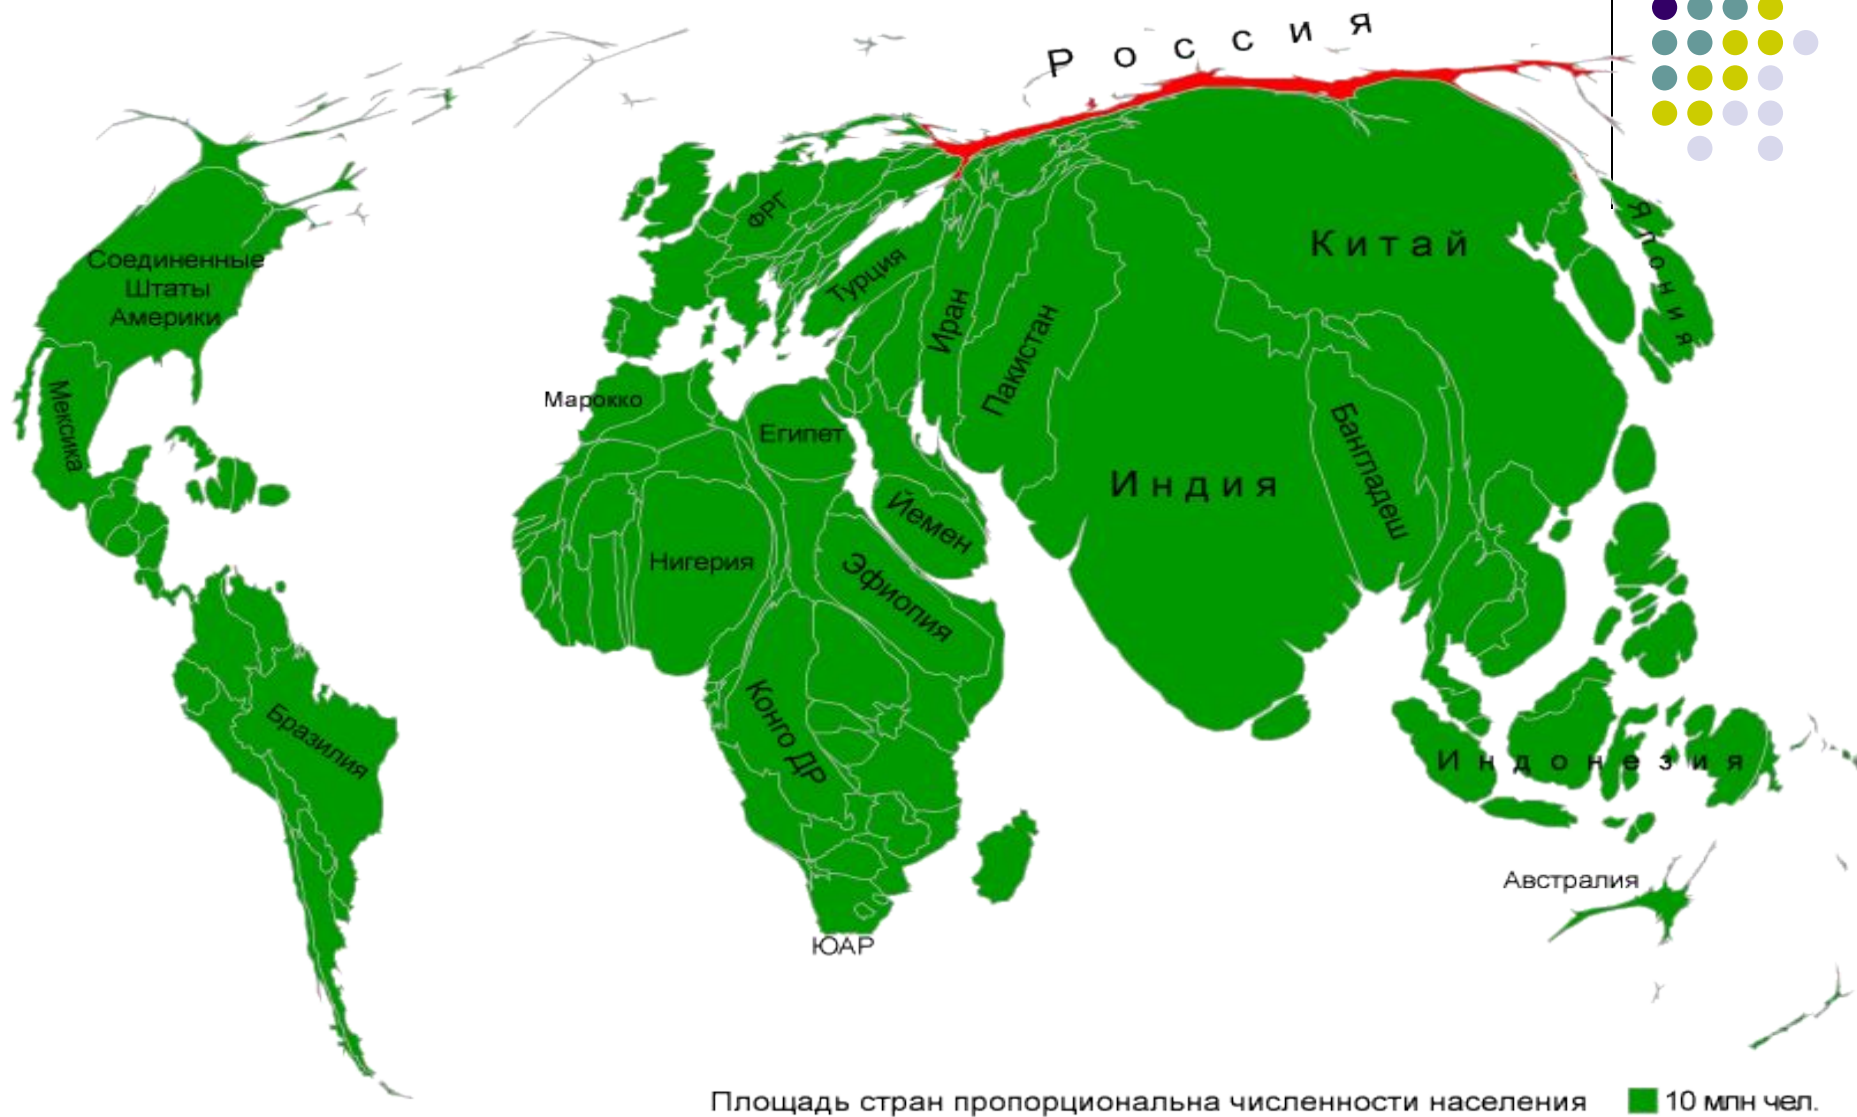 Россия
Соединенные
Штаты
Америки
Мексика
Бразилия
ФРГ
Турция
Иран
Пакистан
Китай
Япония
Марокко
Египет
Йемен
Индия
Бангладеш
Нигерия
Эфиопия
Конго ДР
ЮАР
Индонезия
Австралия
Площадь стран пропорциональна численности населения
10 млн чел.